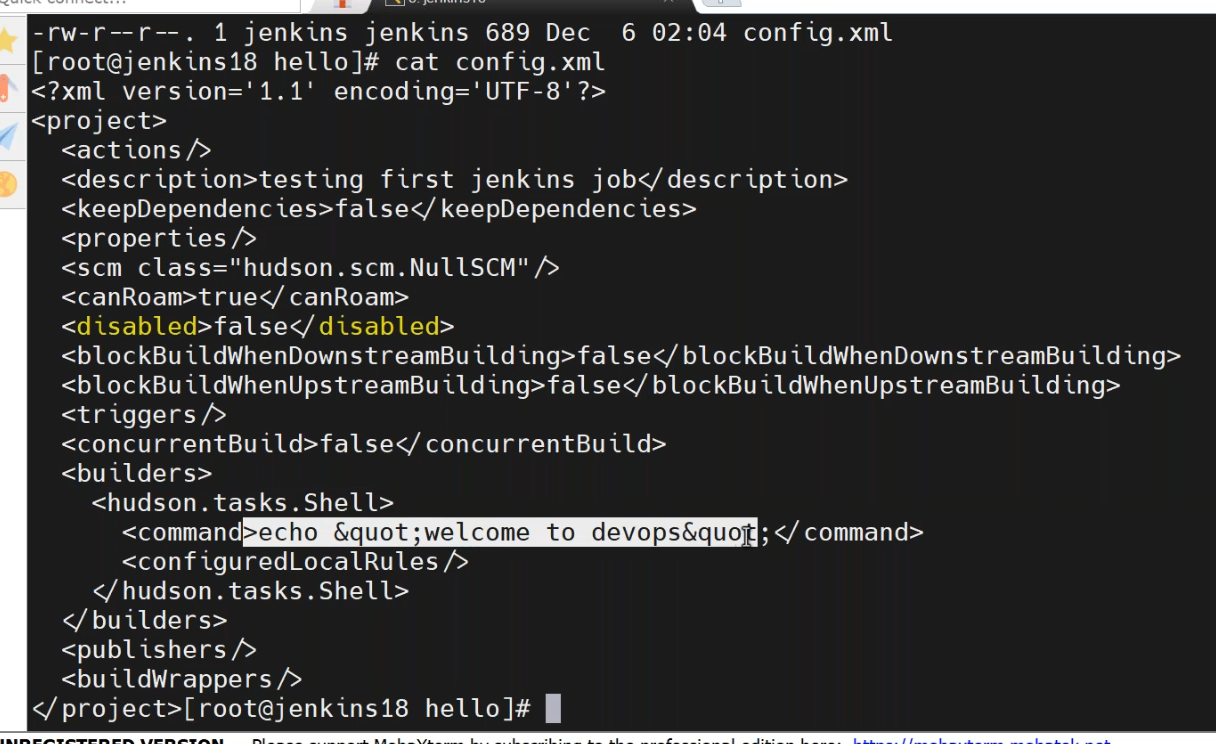 Quick connect...
6. jenkins18
-rw-r--r--. 1 jenkins jenkins 689 Dec  6 02:04 config.xml
[root@jenkins18 hello]# cat config.xml
<?xml version='1.1' encoding='UTF-8'?>
<project>
  <actions/>
  <description>testing first jenkins job</description>
  <keepDependencies>false</keepDependencies>
  <properties/>
  <scm class="hudson.scm.NullSCM"/>
  <canRoam>true</canRoam>
  <disabled>false</disabled>
  <blockBuildWhenDownstreamBuilding>false</blockBuildWhenDownstreamBuilding>
  <blockBuildWhenUpstreamBuilding>false</blockBuildWhenUpstreamBuilding>
  <triggers/>
  <concurrentBuild>false</concurrentBuild>
  <builders>
    <hudson.tasks.Shell>
      <command>echo &quot;welcome to devops&quot;</command>
      <configuredLocalRules/>
    </hudson.tasks.Shell>
  </builders>
  <publishers/>
  <buildWrappers/>
</project>[root@jenkins18 hello]#
UNREGISTERED VERSION - Please support MobaXterm by subscribing to the professional edition here: https://mobaxterm.mobatek.net